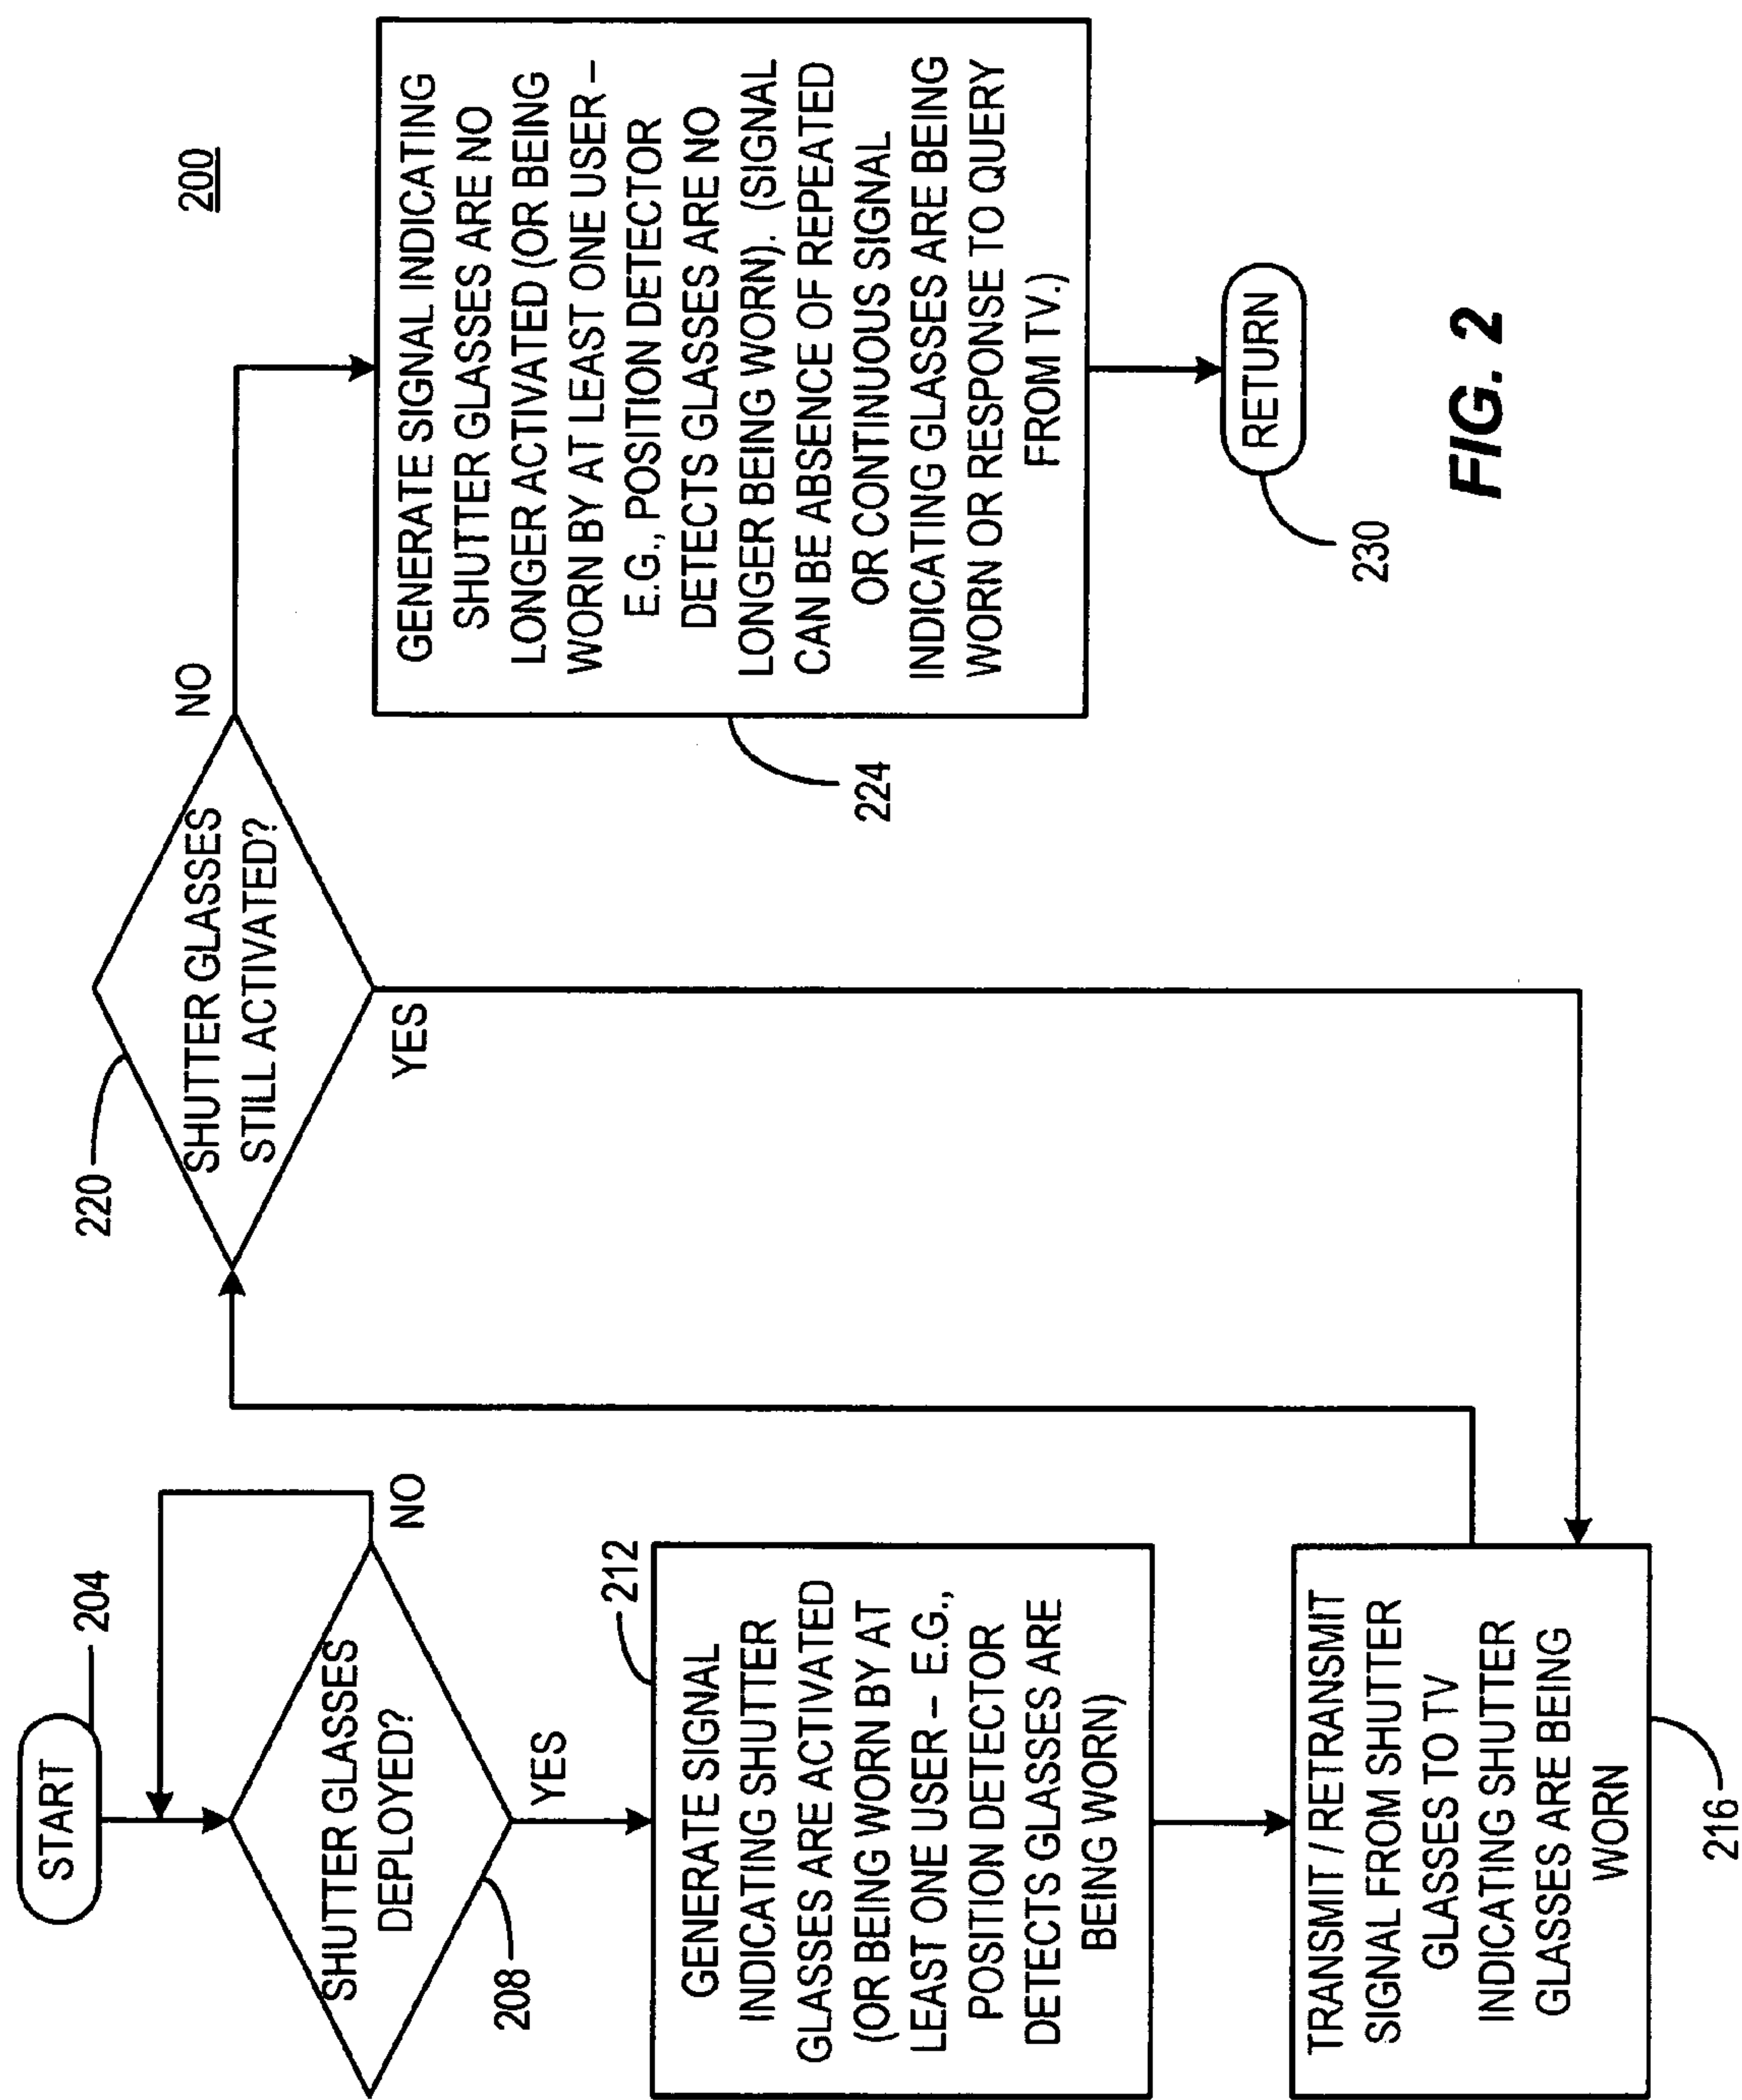 200
START
204
SHUTTER GLASSES
DEPLOYED?
208
NO
YES
212
GENERATE SIGNAL
INDICATING SHUTTER
GLASSES ARE ACTIVATED
(OR BEING WORN BY AT
LEAST ONE USER – E.G.,
POSITION DETECTOR
DETECTS GLASSES ARE
BEING WORN)
TRANSMIT / RETRANSMIT
SIGNAL FROM SHUTTER
GLASSES TO TV
INDICATING SHUTTER
GLASSES ARE BEING
WORN
216
220
SHUTTER GLASSES
STILL ACTIVATED?
NO
YES
GENERATE SIGNAL INDICATING
SHUTTER GLASSES ARE NO
LONGER ACTIVATED (OR BEING
WORN BY AT LEAST ONE USER –
E.G., POSITION DETECTOR
DETECTS GLASSES ARE NO
LONGER BEING WORN). (SIGNAL
CAN BE ABSENCE OF REPEATED
OR CONTINUOUS SIGNAL
INDICATING GLASSES ARE BEING
WORN OR RESPONSE TO QUERY
FROM TV.)
224
RETURN
230
FIG. 2